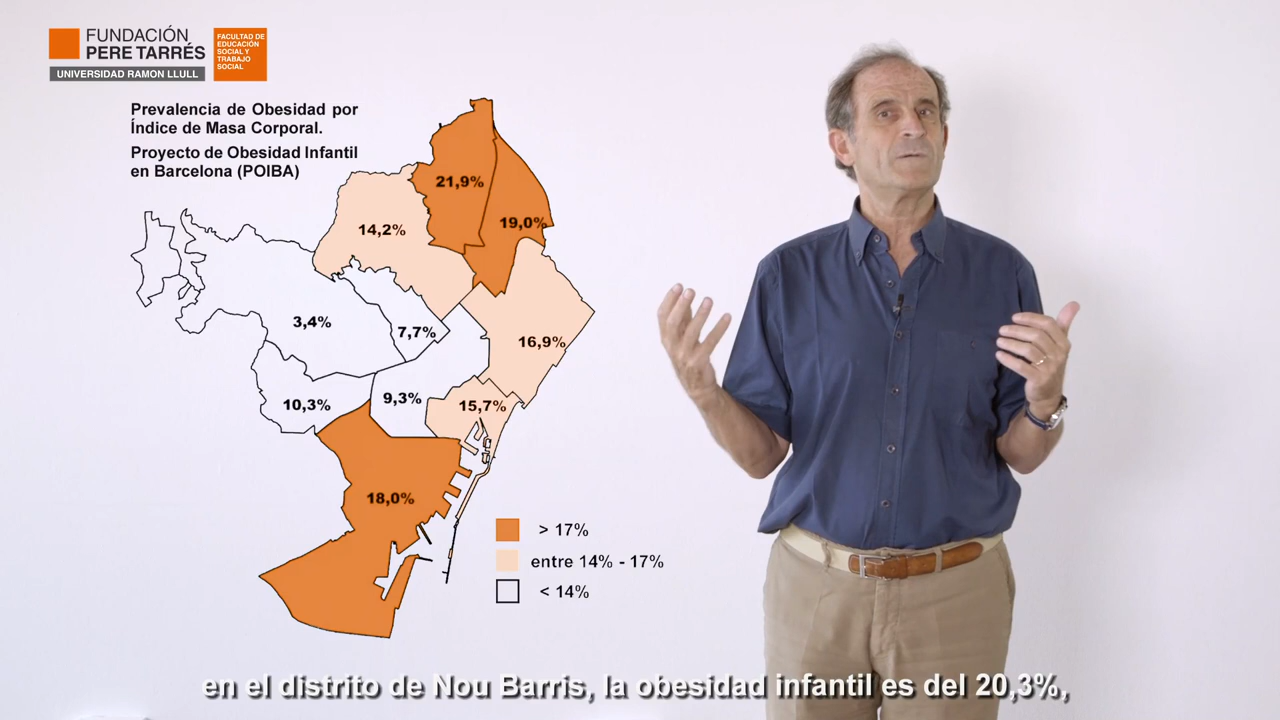 FUNDACIÓN
PERE TARRÉS
UNIVERSIDAD RAMON LLULL
FACULTAD DE
EDUCACIÓN
SOCIAL Y
TRABAJO
SOCIAL
Prevalencia de Obesidad por
Índice de Masa Corporal.
Proyecto de Obesidad Infantil
en Barcelona (POIBA)
21,9%
19,0%
14,2%
3,4%
7,7%
16,9%
10,3%
9,3%
15,7%
18,0%
> 17%
entre 14% - 17%
< 14%
en el distrito de Nou Barris, la obesidad infantil es del 20,3%,